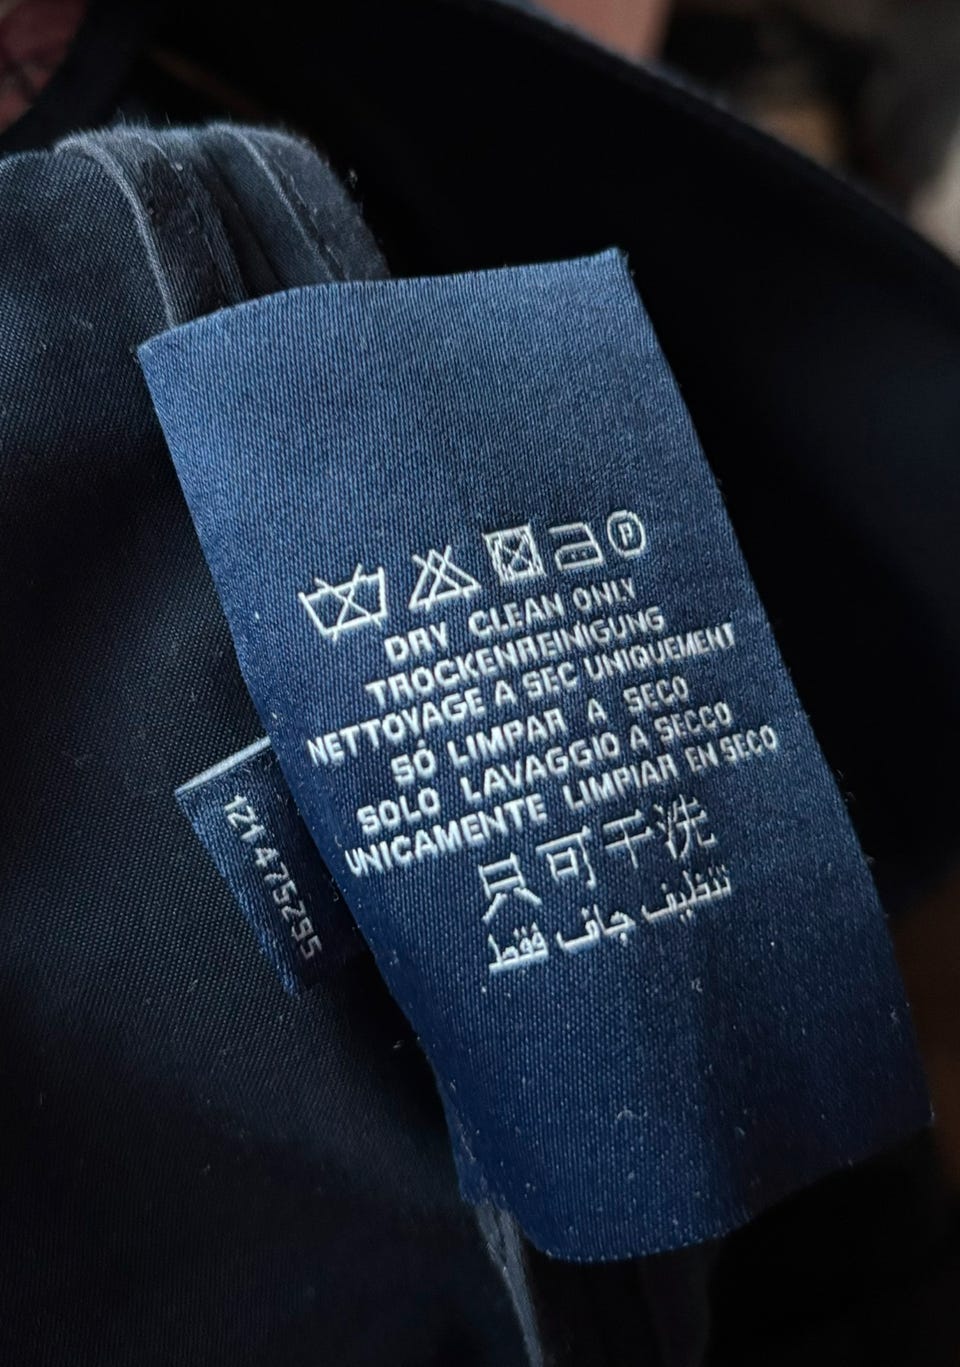 P
DRY CLEAN ONLY
TROCKENREINIGUNG
NETTOYAGE A SEC UNIQUEMENT
SÓ LIMPAR A SECO
SOLO LAVAGGIO A SECCO
UNICAMENTE LIMPIAR EN SECO
只可干洗
تنظيف جاف فقط
121475295